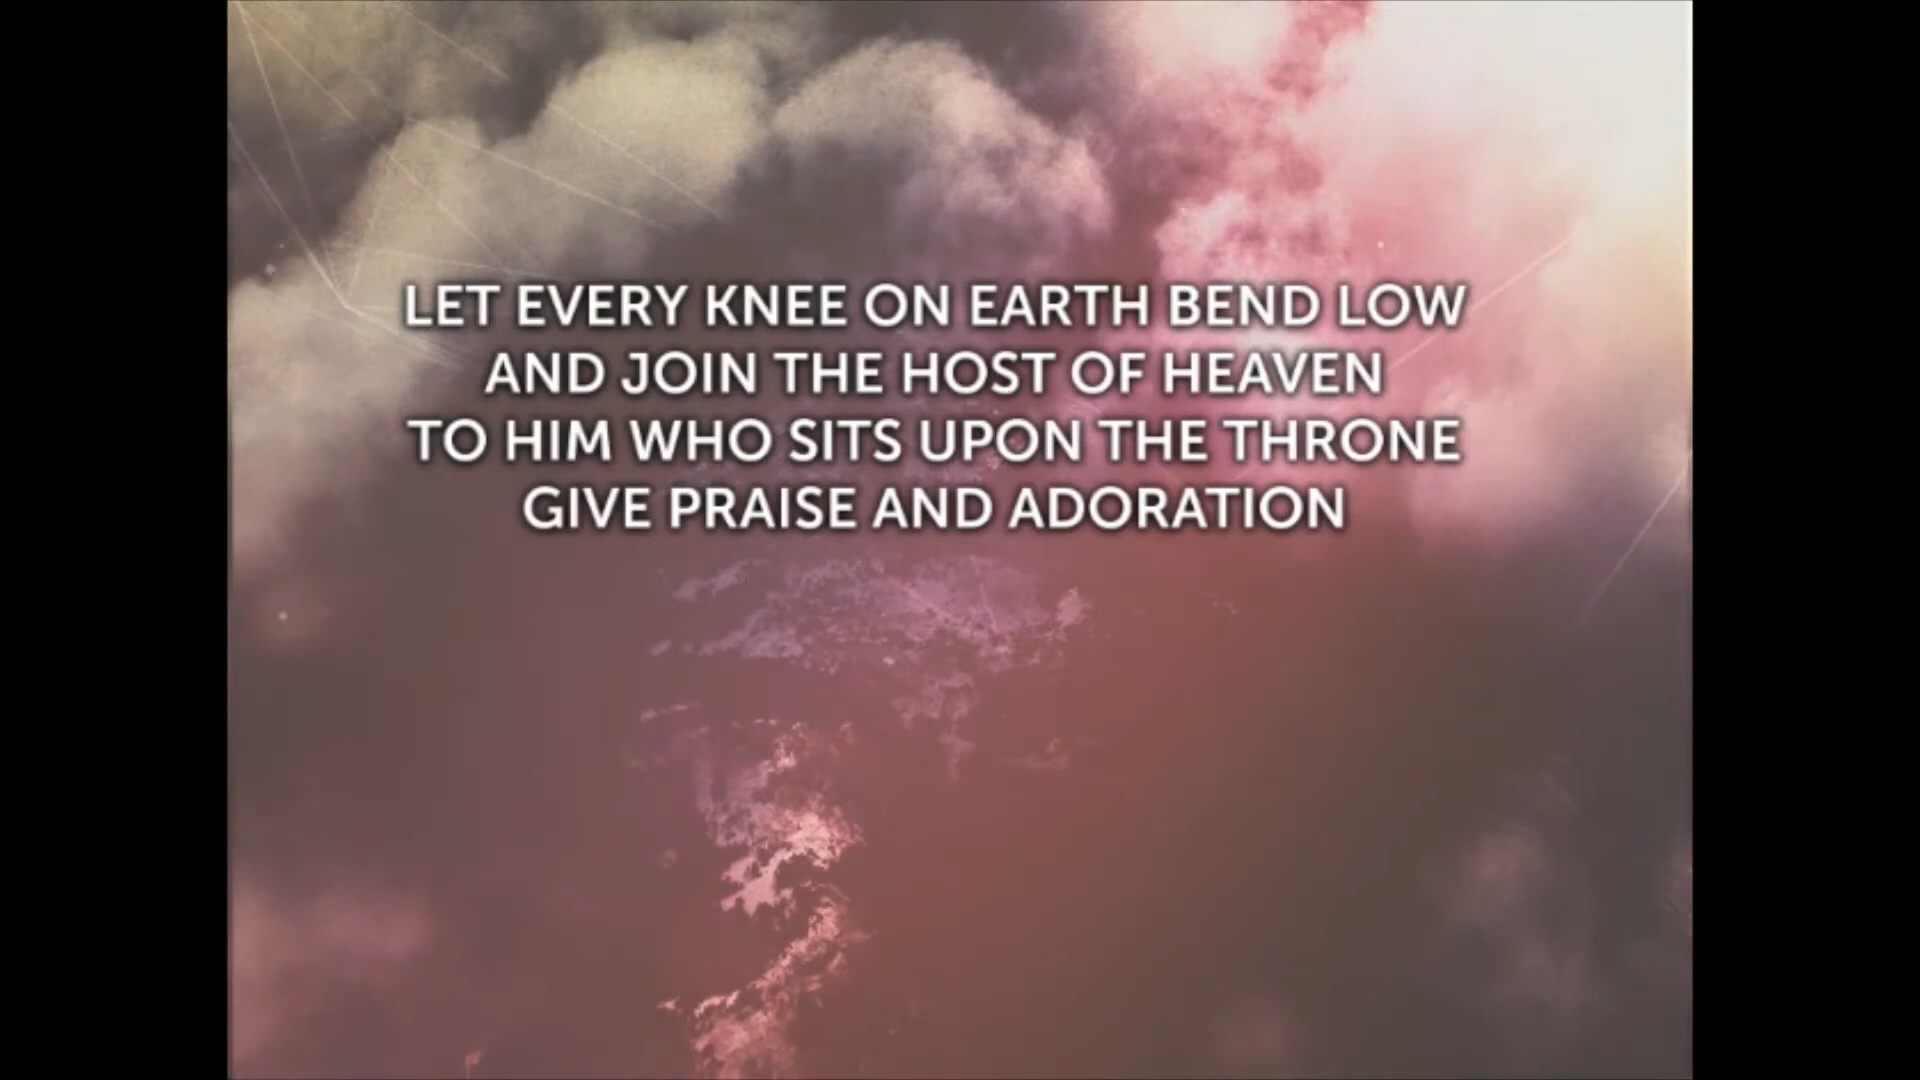 LET EVERY KNEE ON EARTH BEND LOW
AND JOIN THE HOST OF HEAVEN
TO HIM WHO SITS UPON THE THRONE
GIVE PRAISE AND ADORATION